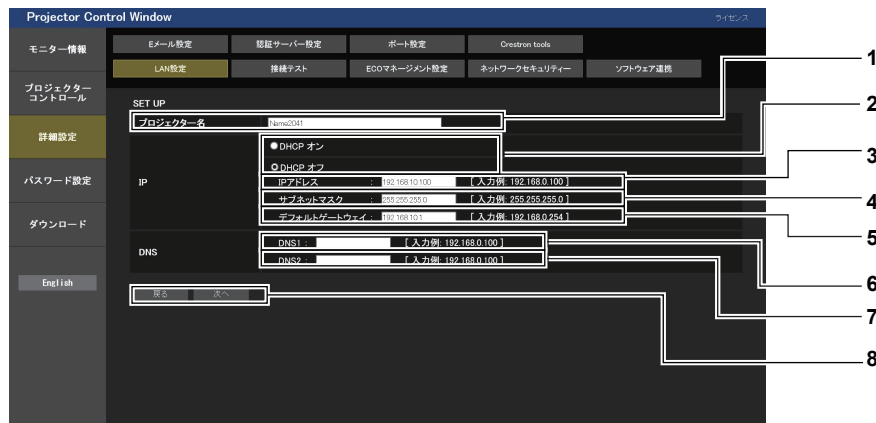 Projector Control Window
ライセンス
モニター情報
プロジェクター
コントロール
詳細設定
パスワード設定
ダウンロード
English
Eメール設定 認証サーバー設定 ポート設定 Crestron tools
LAN設定 接続テスト ECOマネージメント設定 ネットワークセキュリティー ソフトウェア連携
SET UP
プロジェクター名 Name2041
IP
DHCP オン
DHCP オフ
IPアドレス : 192.168.10.100 [ 入力例: 192.168.0.100 ]
サブネットマスク : 255.255.255.0 [ 入力例: 255.255.255.0 ]
デフォルトゲートウェイ : 192.168.10.1 [ 入力例: 192.168.0.254 ]
DNS
DNS1 : [ 入力例: 192.168.0.100 ]
DNS2 : [ 入力例: 192.168.0.100 ]
戻る 次へ
1
2
3
4
5
6
7
8